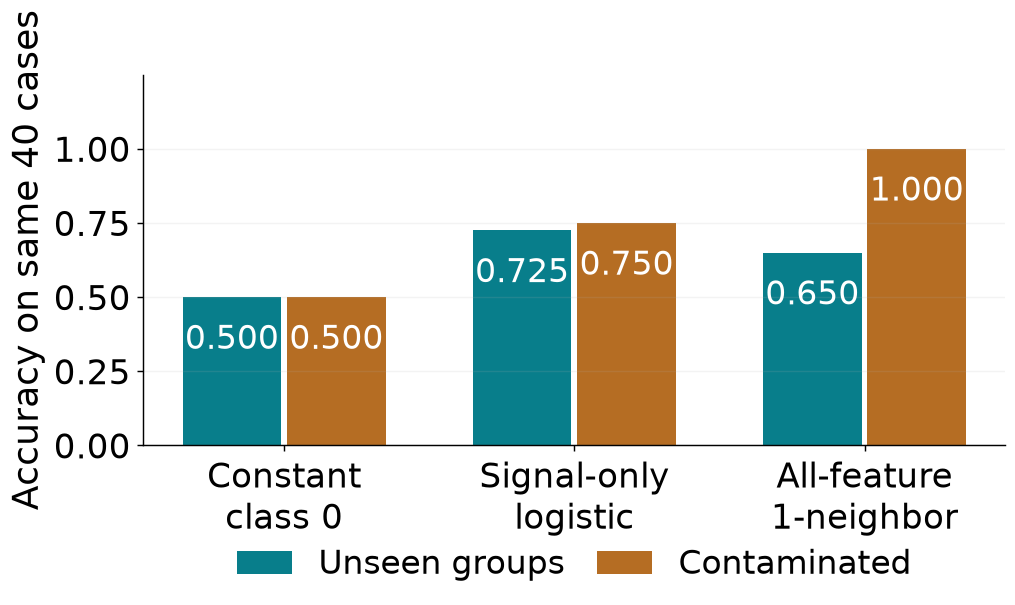 Accuracy on same 40 cases
1.00
0.75
0.50
0.25
0.00
0.500
0.500
0.725
0.750
0.650
1.000
Constant
class 0
Signal-only
logistic
All-feature
1-neighbor
Unseen groups
Contaminated